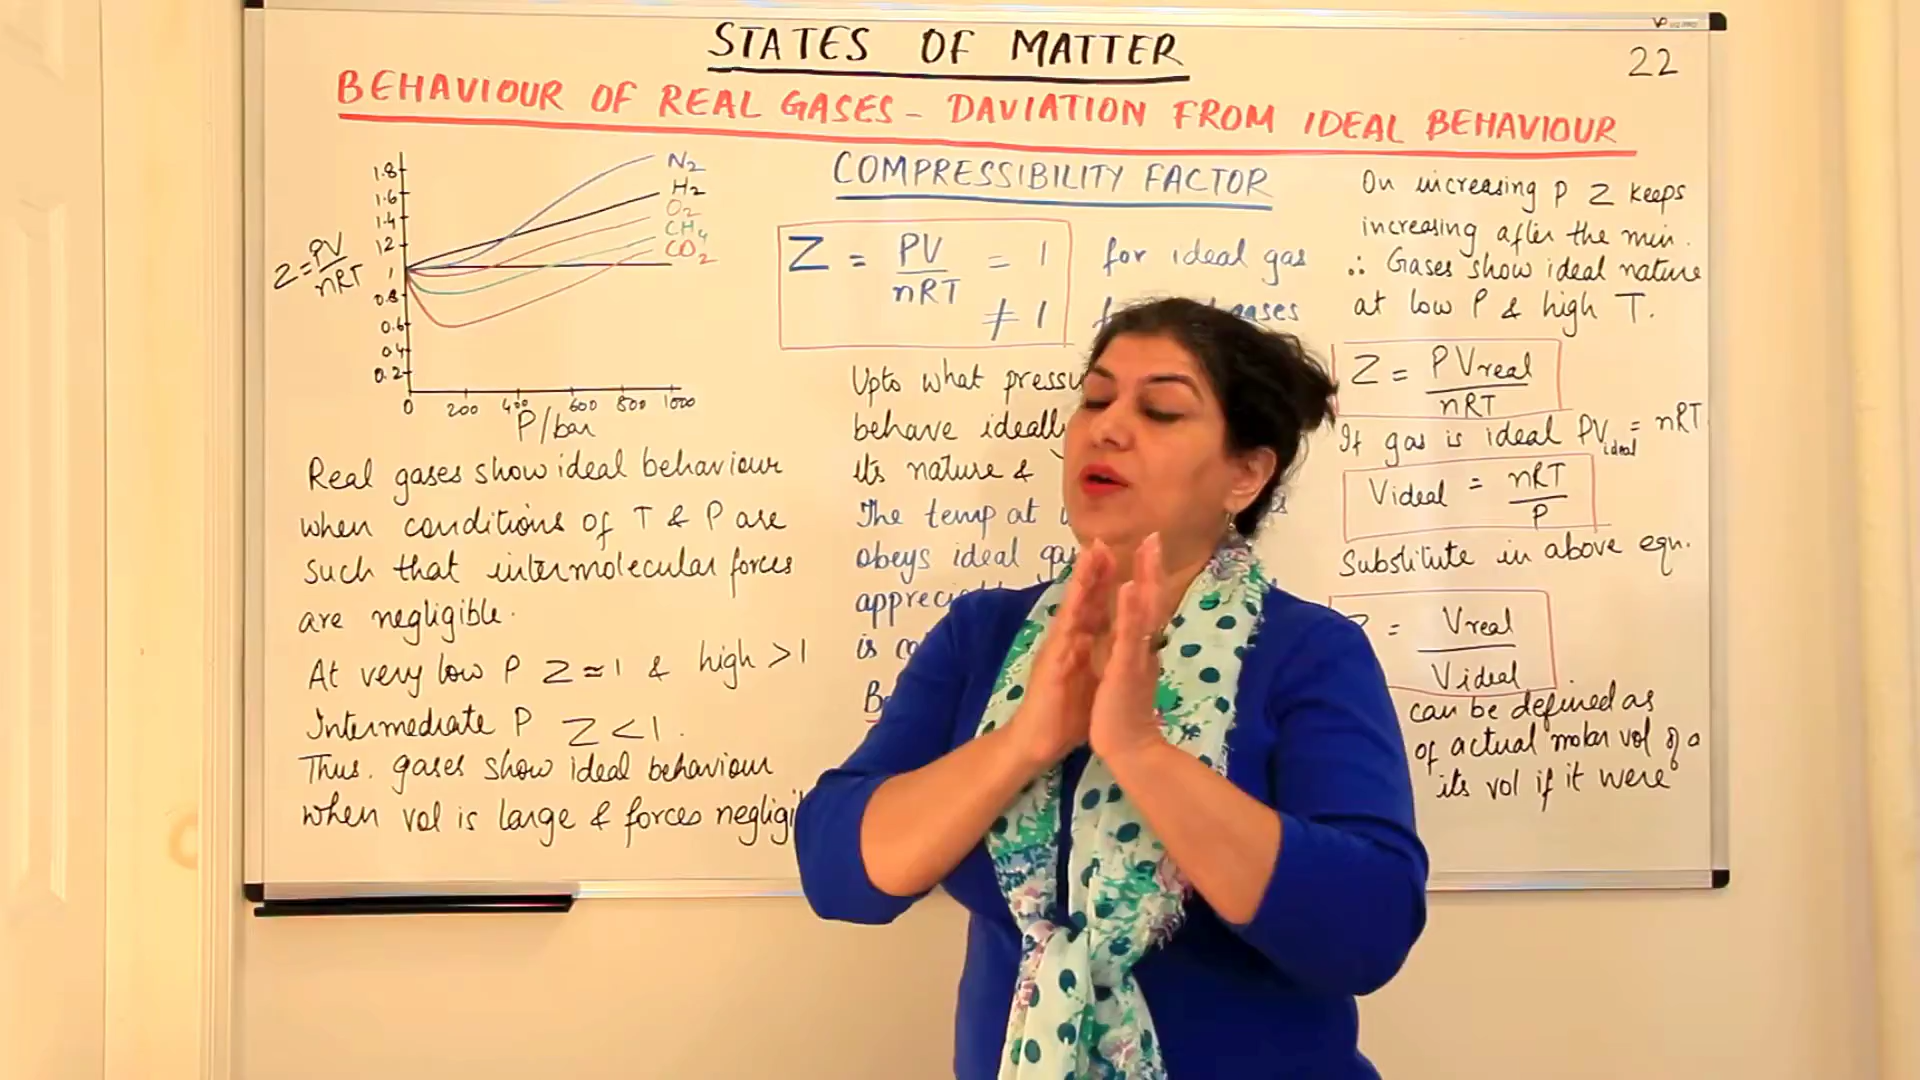 STATES OF MATTER
22
BEHAVIOUR OF REAL GASES - DAVIATION FROM IDEAL BEHAVIOUR
1.8
1.6
1.4
1.2
1
0.8
0.6
0.4
0.2
Z = PV/nRT
N2
H2
O2
CH4
CO2
0 200 400 600 800 1000
P/bar
Real gases show ideal behaviour
when conditions of T & P are
such that intermolecular forces
are negligible.
At very low P Z ≃ 1 & high > 1
Intermediate P Z < 1.
Thus, gases show ideal behaviour
when vol is large & forces
COMPRESSIBILITY FACTOR
Z = PV/nRT = 1 for ideal gas
≠ 1
Upto what
behave ideally
its nature &
The temp at
obeys ideal
is
On increasing P Z keeps
increasing after the min.
∴ Gases show ideal nature
at low P & high T.
Z = PVreal/nRT
If gas is ideal PVideal = nRT
Videal = nRT/P
Substitute in above eqn.
= Vreal/Videal
can be defined as
of actual molar vol of a
its vol if it were